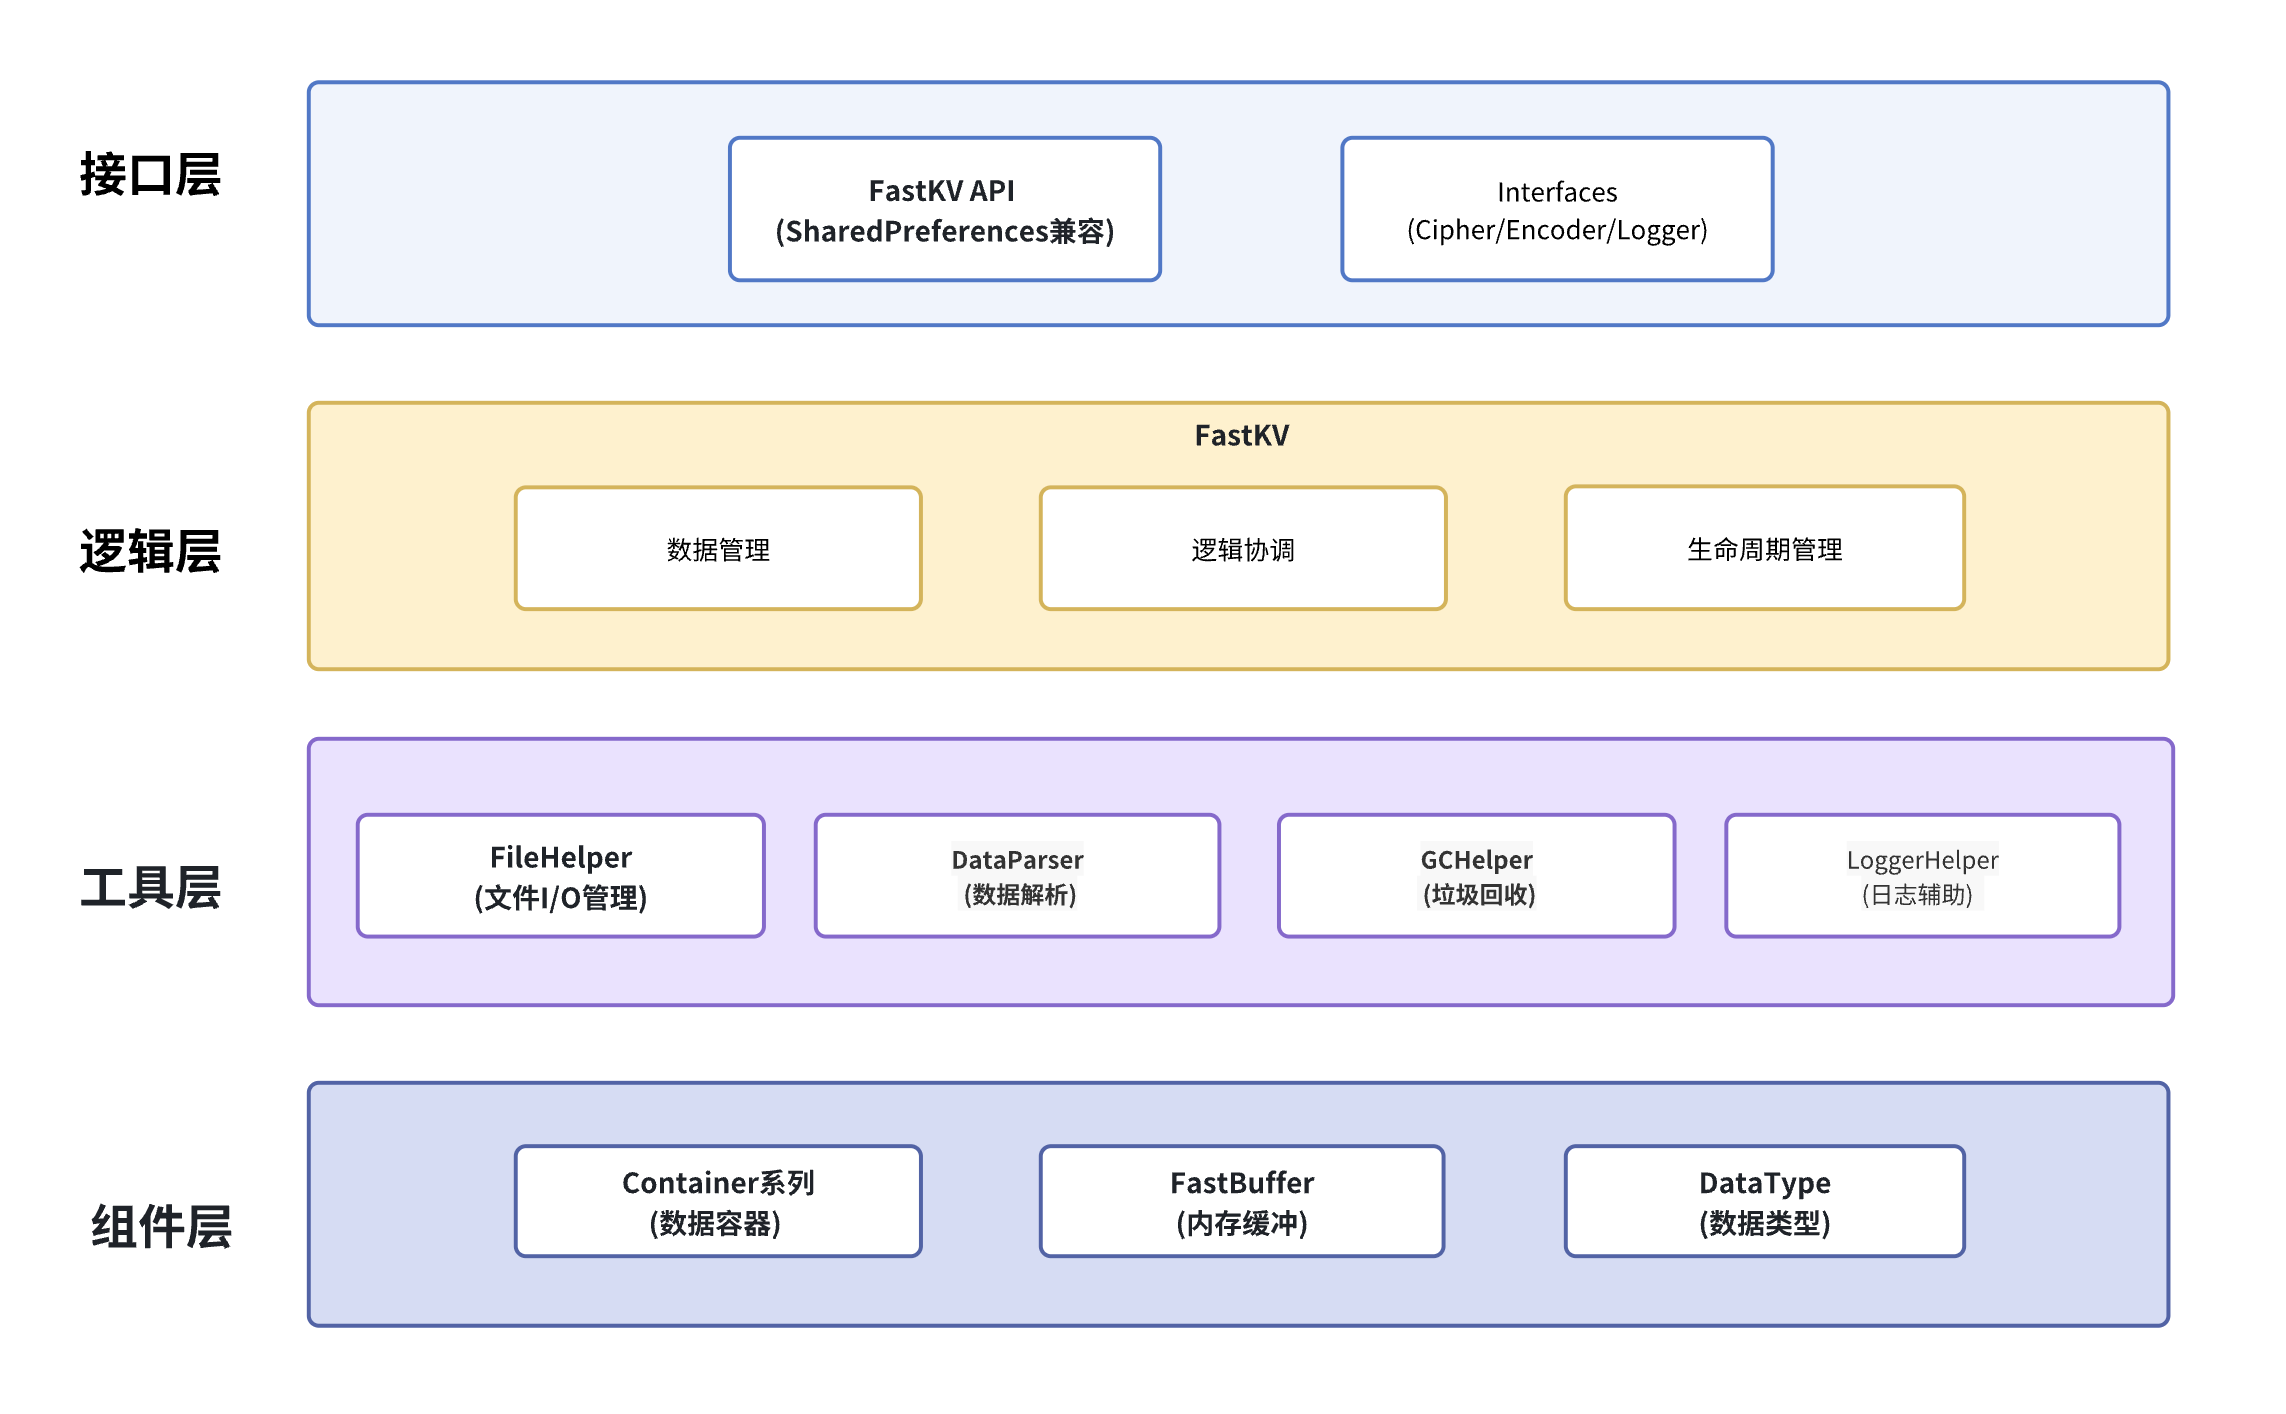 接口层
FastKV API
(SharedPreferences兼容)
Interfaces
(Cipher/Encoder/Logger)
逻辑层
FastKV
数据管理
逻辑协调
生命周期管理
工具层
FileHelper
(文件I/O管理)
DataParser
(数据解析)
GCHelper
(垃圾回收)
LoggerHelper
(日志辅助)
组件层
Container系列
(数据容器)
FastBuffer
(内存缓冲)
DataType
(数据类型)